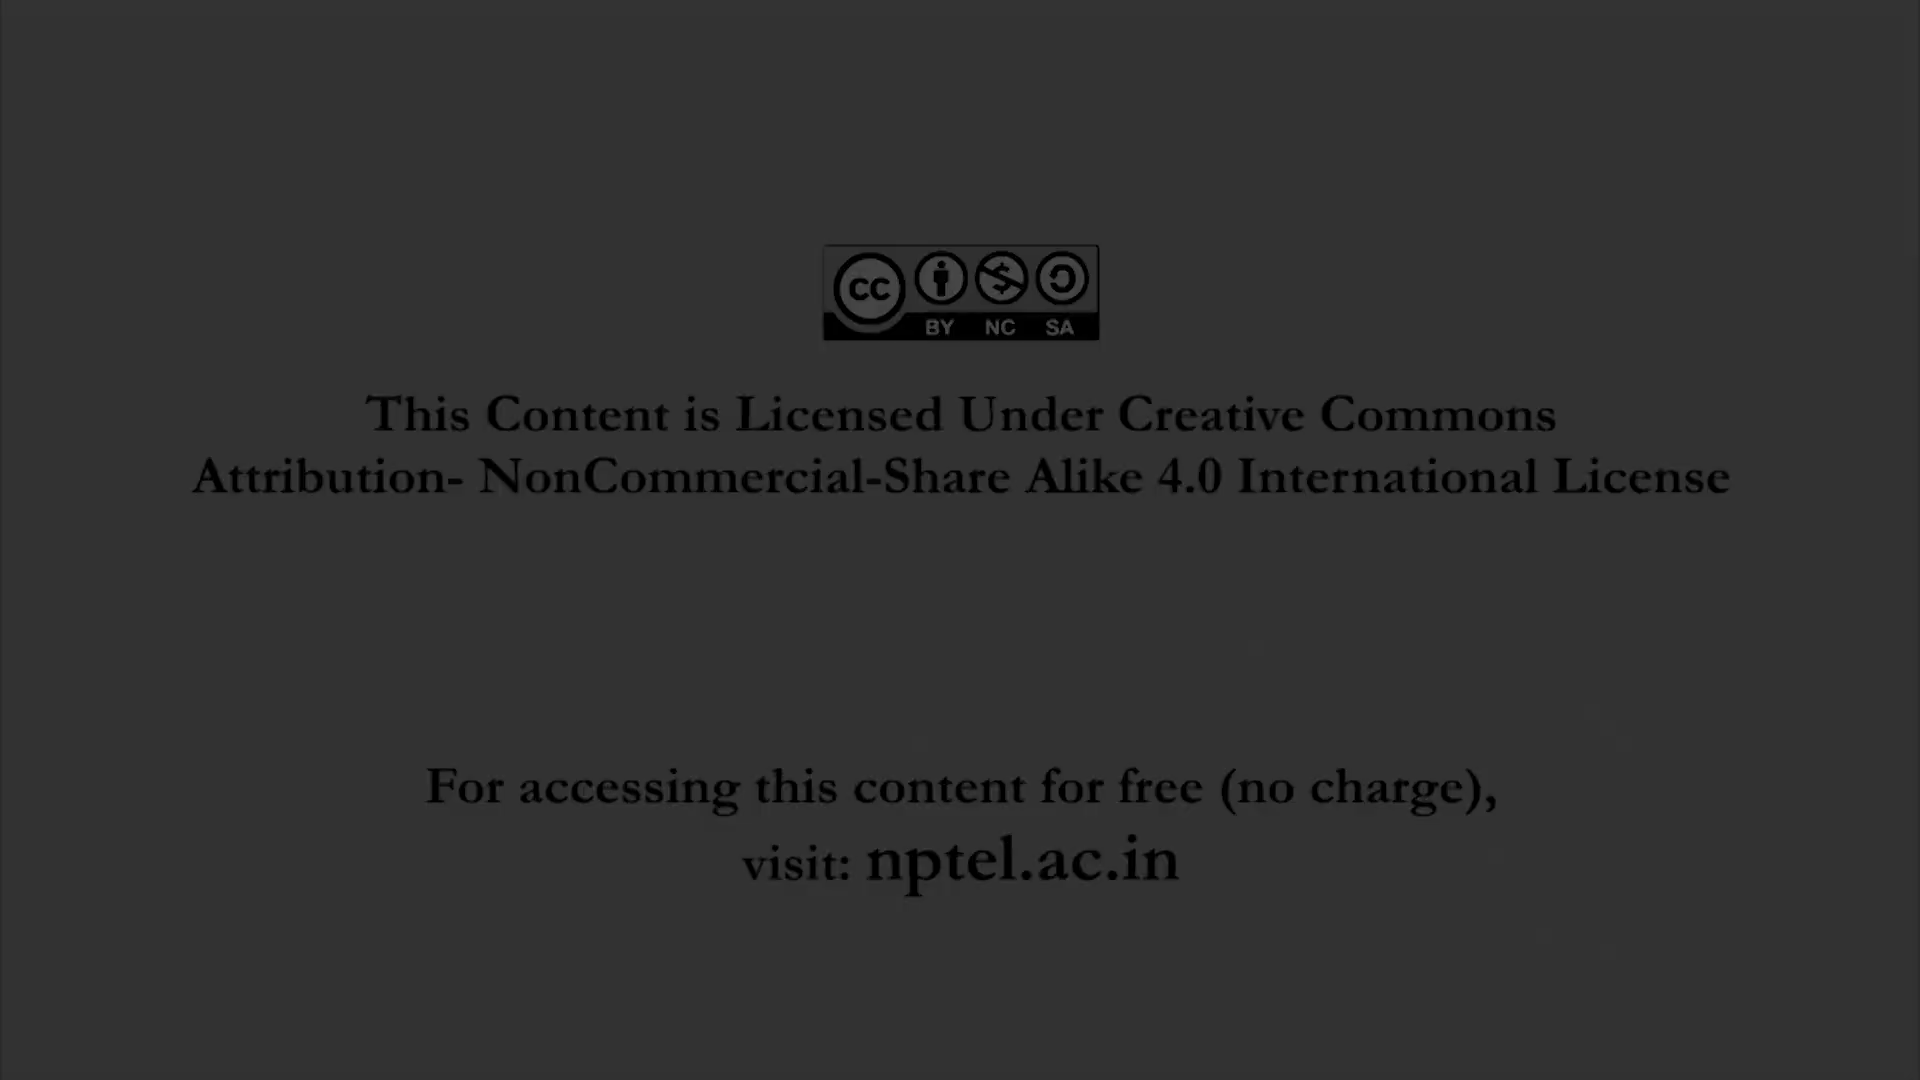 CC BY NC SA
This Content is Licensed Under Creative Commons
Attribution- NonCommercial-Share Alike 4.0 International License
For accessing this content for free (no charge),
visit: nptel.ac.in